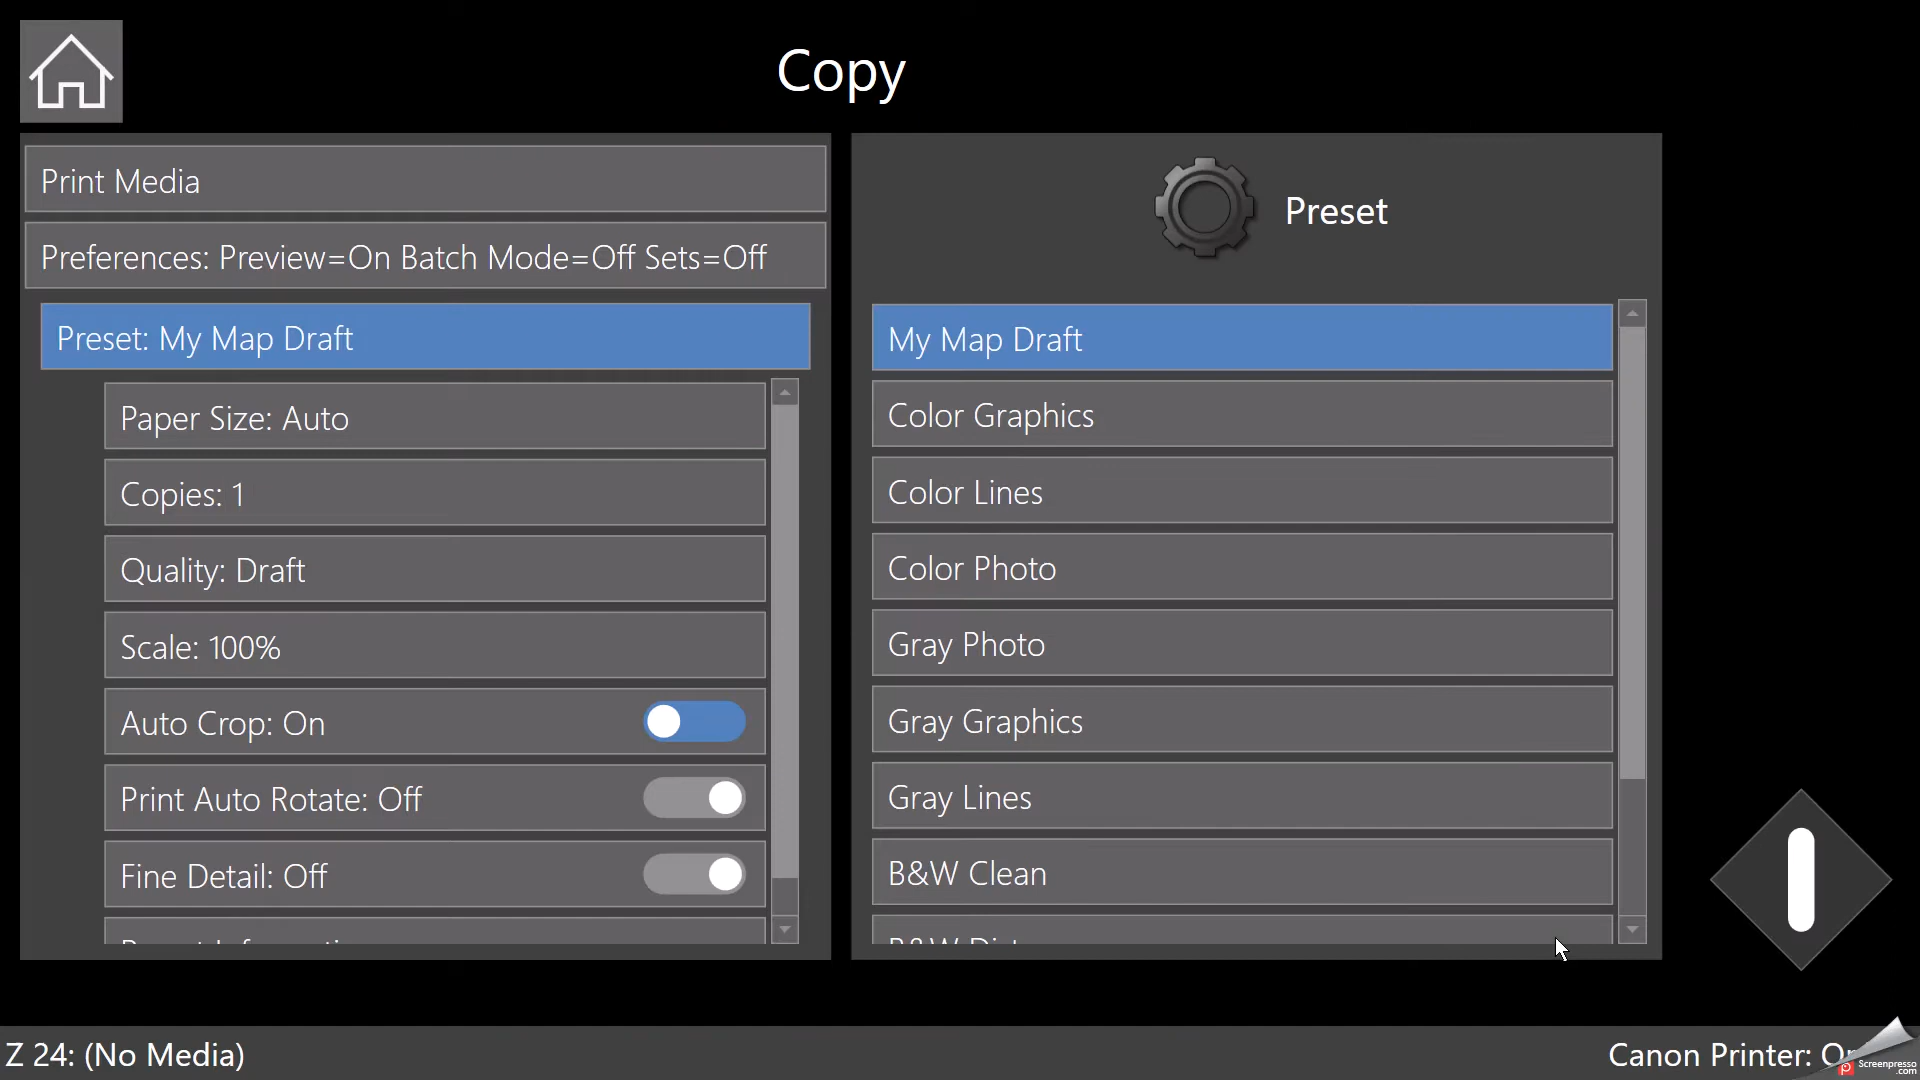 Copy
Print Media
Preferences: Preview=On Batch Mode=Off Sets=Off
Preset: My Map Draft
Paper Size: Auto
Copies: 1
Quality: Draft
Scale: 100%
Auto Crop: On
Print Auto Rotate: Off
Fine Detail: Off
Preset
My Map Draft
Color Graphics
Color Lines
Color Photo
Gray Photo
Gray Graphics
Gray Lines
B&W Clean
B&W
Z 24: (No Media)
Canon Printer:
Screenpresso
.com